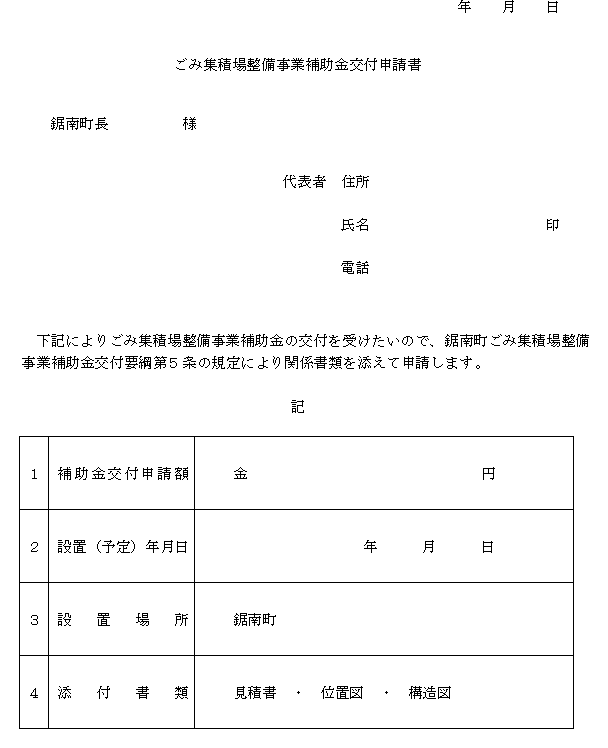 年　　月　　日
ごみ集積場整備事業補助金交付申請書
鋸南町長　　　　　様
代表者　住所
氏名　　　　　　　　　　　　印
電話
下記によりごみ集積場整備事業補助金の交付を受けたいので、鋸南町ごみ集積場整備
事業補助金交付要綱第５条の規定により関係書類を添えて申請します。
記
1　補助金交付申請額　金　　　　　　　　　　　　　　　　円
2　設置（予定）年月日　　　　　　　年　　　月　　　日
3　設置場所　鋸南町
4　添付書類　見積書　・　位置図　・　構造図